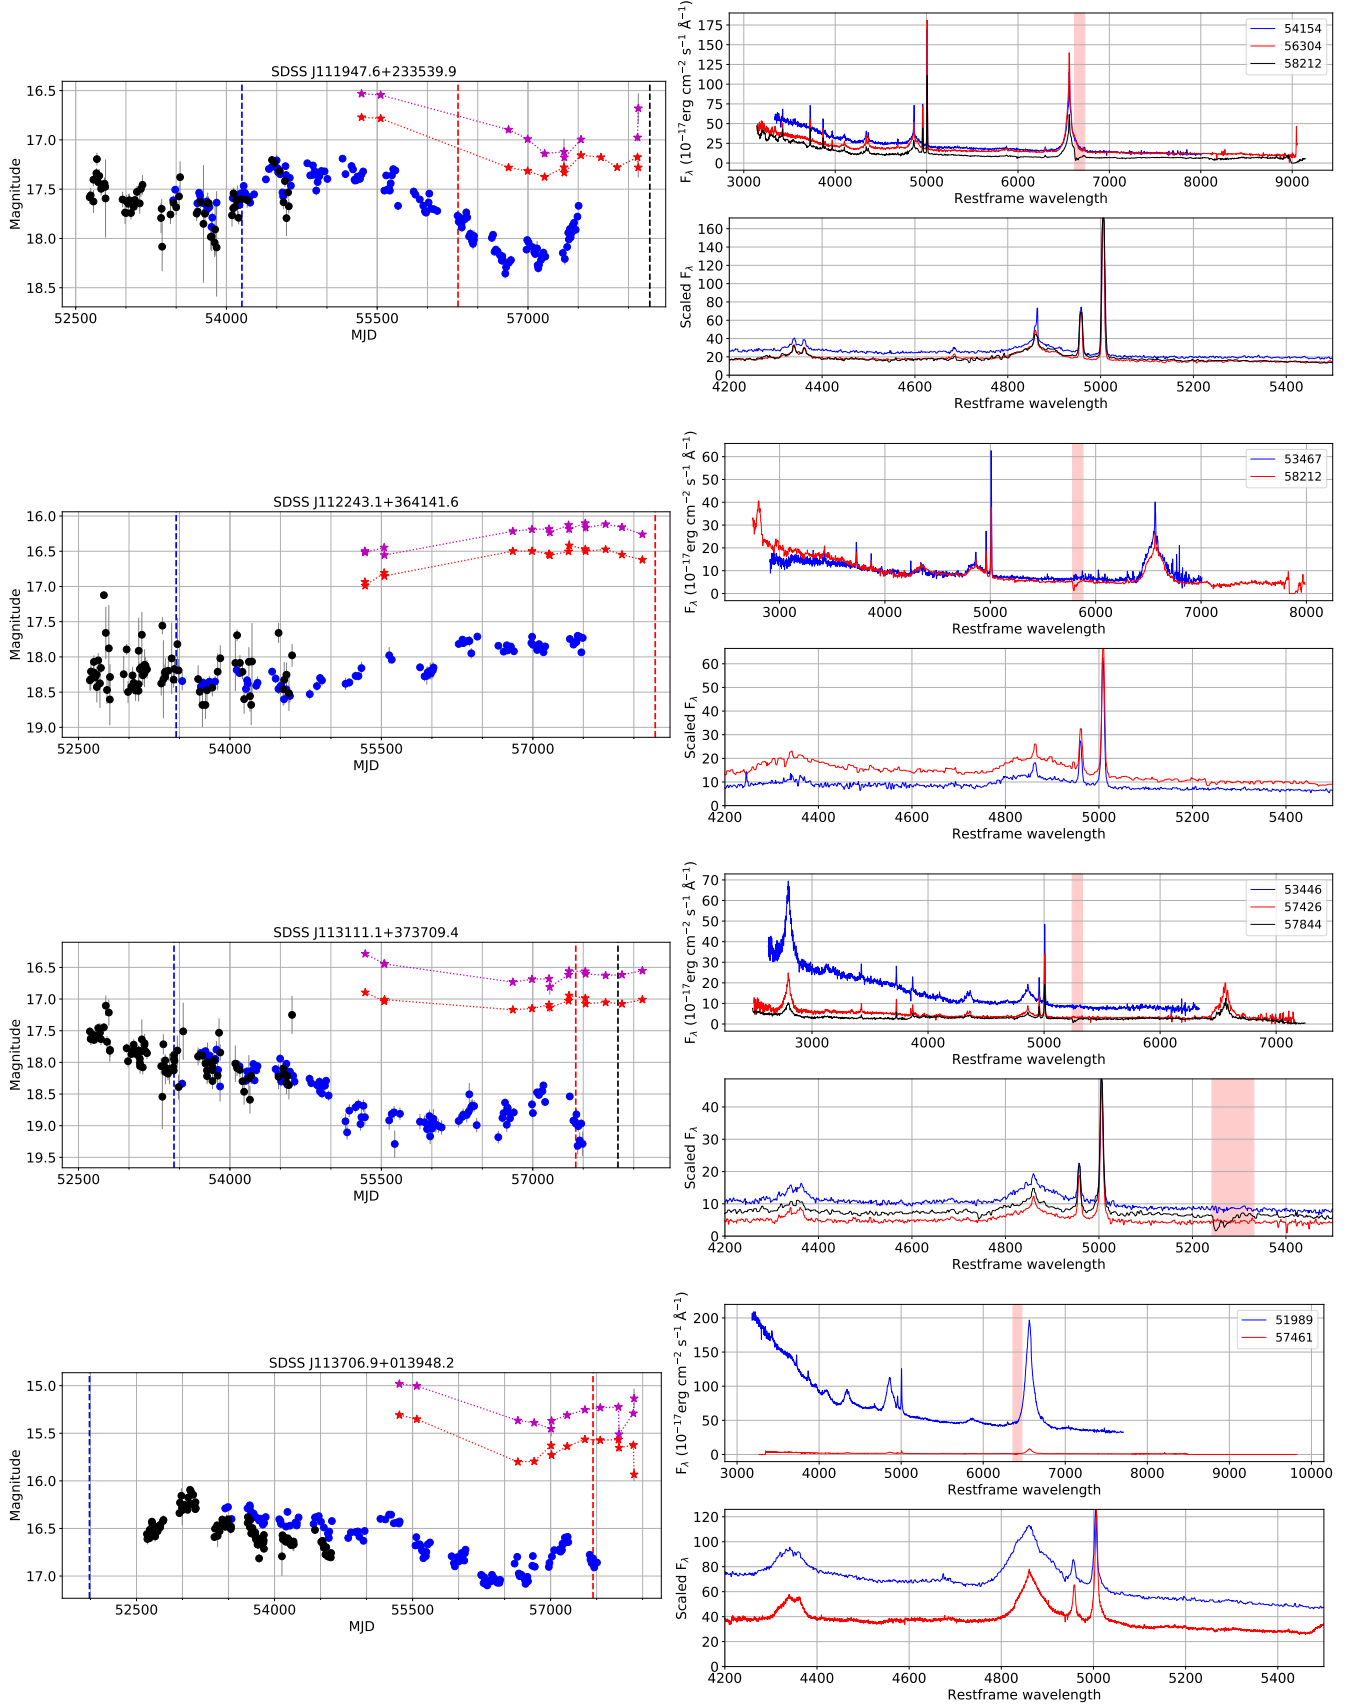 SDSS J111947.6+233539.9
Magnitude
16.5
17.0
17.5
18.0
18.5
52500 54000 55500 57000
MJD
F_λ (10⁻¹⁷erg cm⁻² s⁻¹ Å⁻¹)
175
150
125
100
75
50
25
0
54154
56304
58212
3000 4000 5000 6000 7000 8000 9000
Restframe wavelength
Scaled F_λ
160
140
120
100
80
60
40
20
0
4200 4400 4600 4800 5000 5200 5400
Restframe wavelength
SDSS J112243.1+364141.6
Magnitude
16.0
16.5
17.0
17.5
18.0
18.5
19.0
52500 54000 55500 57000
MJD
F_λ (10⁻¹⁷erg cm⁻² s⁻¹ Å⁻¹)
60
50
40
30
20
10
0
53467
58212
3000 4000 5000 6000 7000 8000
Restframe wavelength
Scaled F_λ
60
50
40
30
20
10
0
4200 4400 4600 4800 5000 5200 5400
Restframe wavelength
SDSS J113111.1+373709.4
Magnitude
16.5
17.0
17.5
18.0
18.5
19.0
19.5
52500 54000 55500 57000
MJD
F_λ (10⁻¹⁷erg cm⁻² s⁻¹ Å⁻¹)
70
60
50
40
30
20
10
0
53446
57426
57844
3000 4000 5000 6000 7000
Restframe wavelength
Scaled F_λ
40
30
20
10
0
4200 4400 4600 4800 5000 5200 5400
Restframe wavelength
SDSS J113706.9+013948.2
Magnitude
15.0
15.5
16.0
16.5
17.0
52500 54000 55500 57000
MJD
F_λ (10⁻¹⁷erg cm⁻² s⁻¹ Å⁻¹)
200
150
100
50
0
51989
57461
3000 4000 5000 6000 7000 8000 9000 10000
Restframe wavelength
Scaled F_λ
120
100
80
60
40
20
0
4200 4400 4600 4800 5000 5200 5400
Restframe wavelength